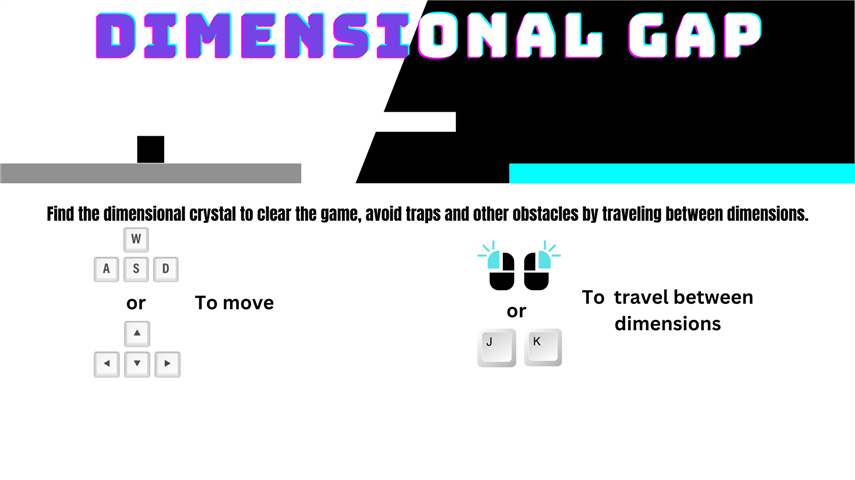 DIMENSIONAL GAP
Find the dimensional crystal to clear the game, avoid traps and other obstacles by traveling between dimensions.
W
A S D
or
To move
or
To travel between
dimensions
J K